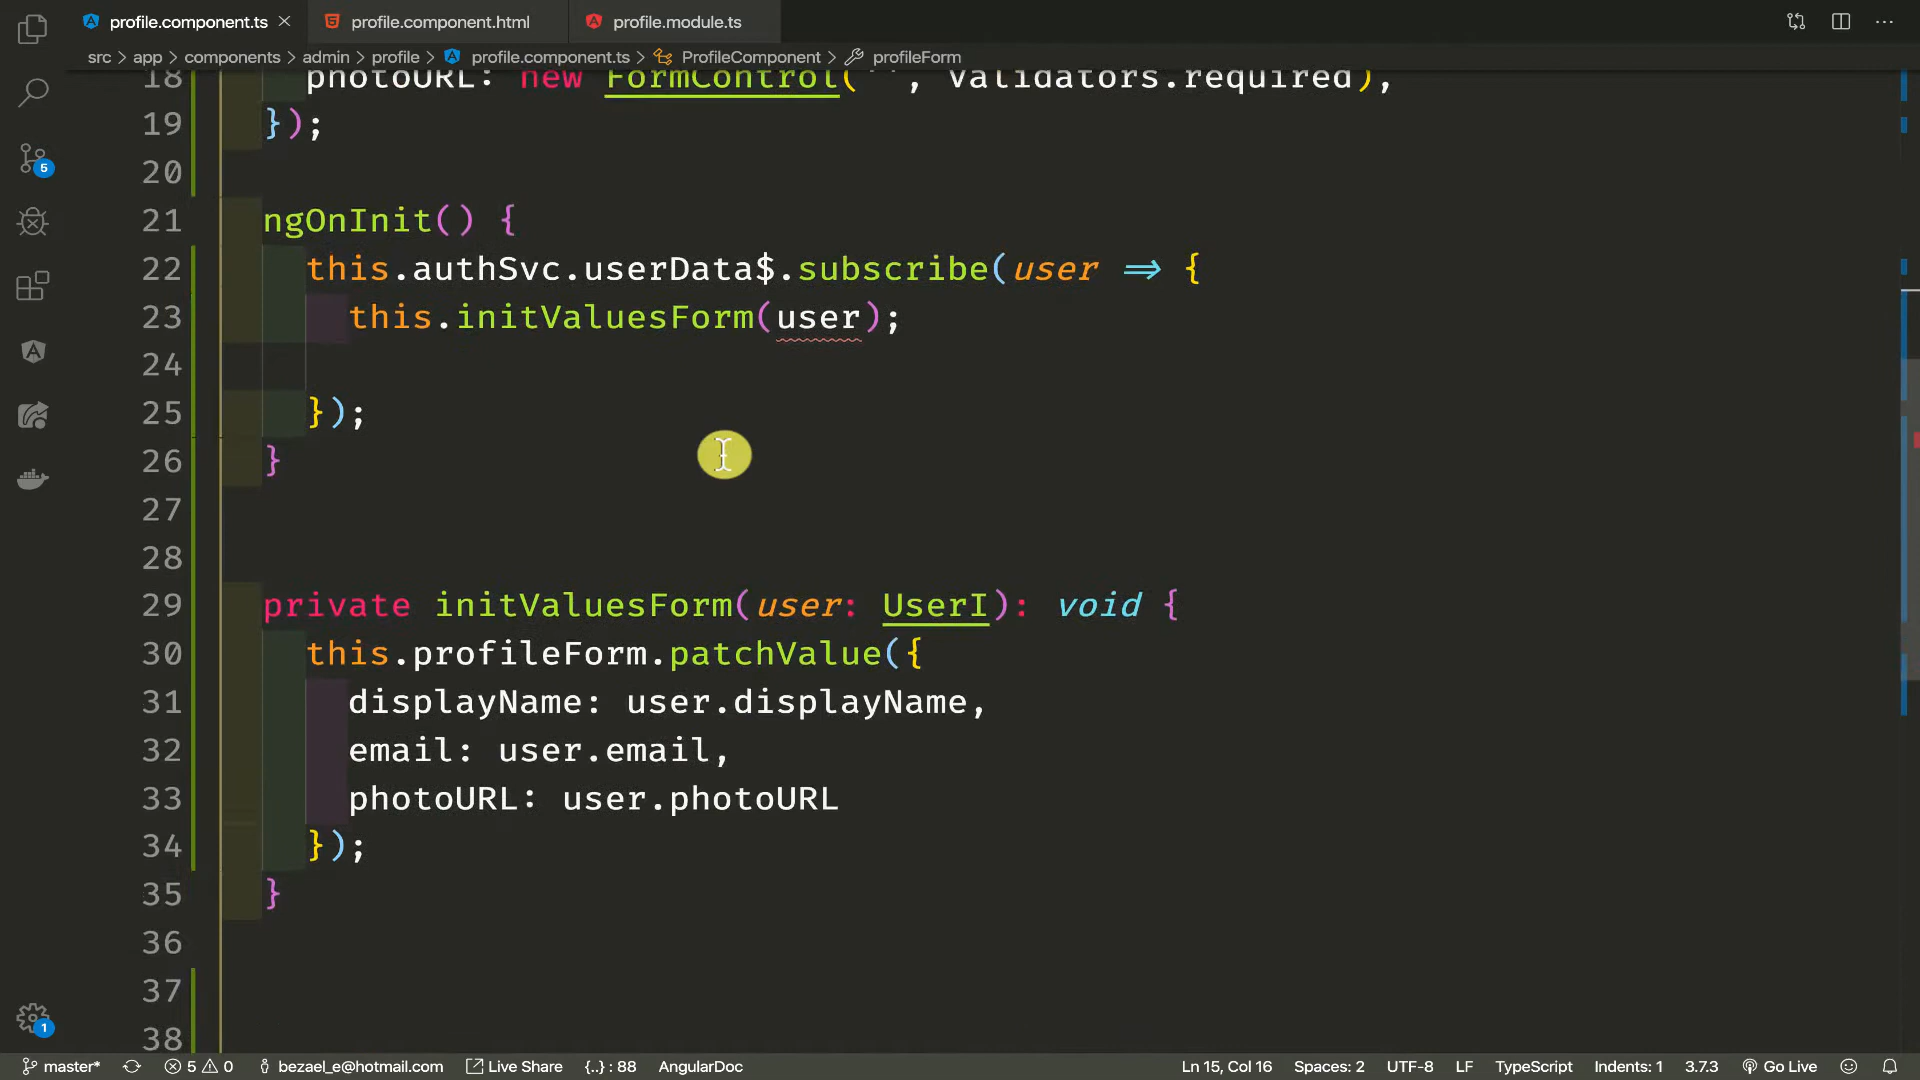 profile.component.ts
profile.component.html
profile.module.ts
src > app > components > admin > profile > profile.component.ts > ProfileComponent > profileForm
18 photoURL: new FormControl('', Validators.required),
19 });
20
21 ngOnInit() {
22 this.authSvc.userData$.subscribe(user => {
23 this.initValuesForm(user);
24
25 });
26 }
27
28
29 private initValuesForm(user: UserI): void {
30 this.profileForm.patchValue({
31 displayName: user.displayName,
32 email: user.email,
33 photoURL: user.photoURL
34 });
35 }
36
37
38
5
1
master* 5 0 bezael_e@hotmail.com Live Share {..} : 88 AngularDoc Ln 15, Col 16 Spaces: 2 UTF-8 LF TypeScript Indents: 1 3.7.3 Go Live